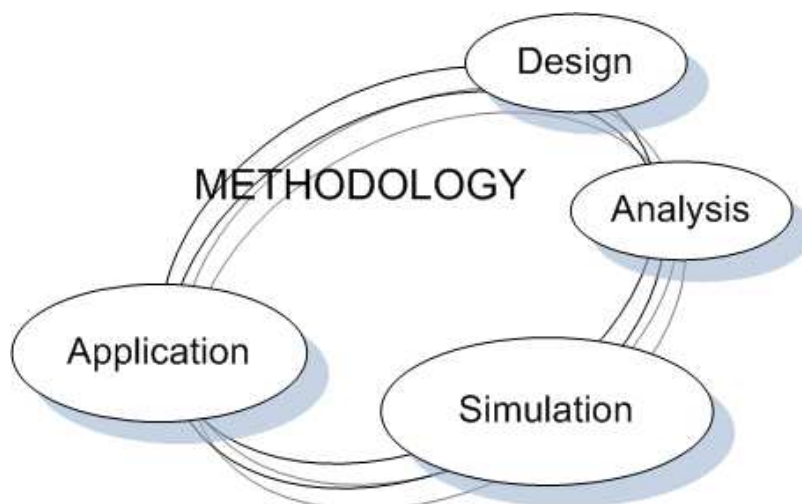 Design
METHODOLOGY
Analysis
Application
Simulation